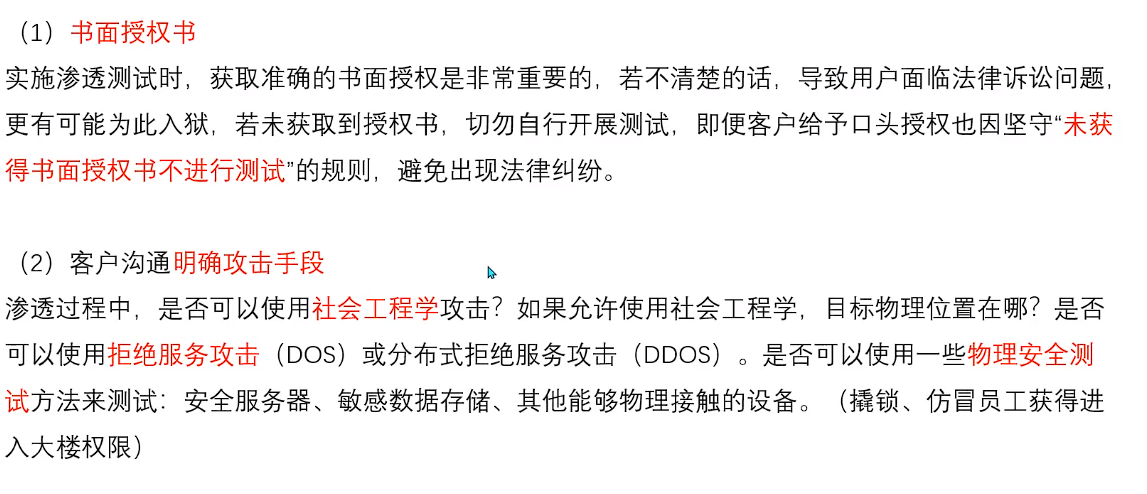 （1）书面授权书
实施渗透测试时，获取准确的书面授权是非常重要的，若不清楚的话，导致用户面临法律诉讼问题，
更有可能为此入狱，若未获取到授权书，切勿自行开展测试，即便客户给予口头授权也因坚守“未获
得书面授权书不进行测试”的规则，避免出现法律纠纷。
（2）客户沟通明确攻击手段
渗透过程中，是否可以使用社会工程学攻击？如果允许使用社会工程学，目标物理位置在哪？是否
可以使用拒绝服务攻击（DOS）或分布式拒绝服务攻击（DDOS）。是否可以使用一些物理安全测
试方法来测试：安全服务器、敏感数据存储、其他能够物理接触的设备。（撬锁、仿冒员工获得进
入大楼权限）